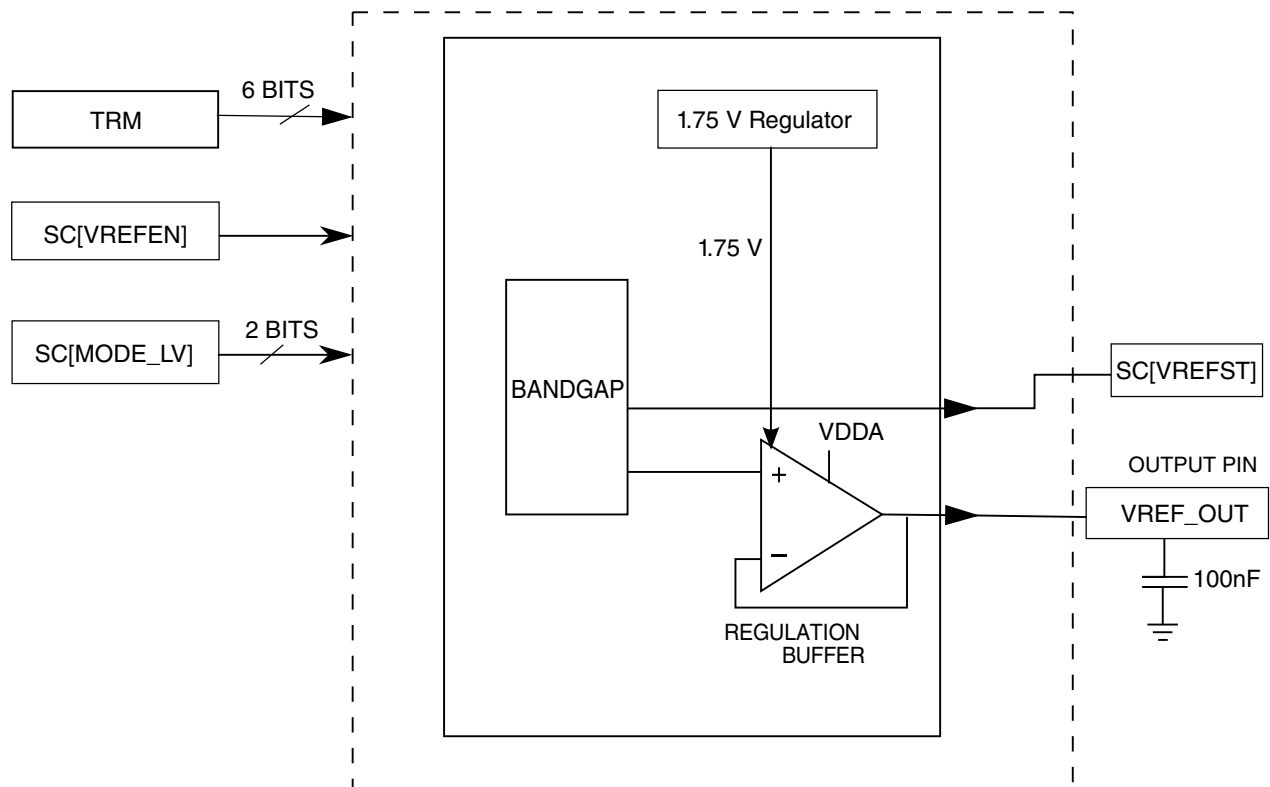 6 BITS
TRM
1.75 V Regulator
SC[VREFEN]
1.75 V
2 BITS
SC[MODE_LV]
BANDGAP
SC[VREFST]
VDDA
OUTPUT PIN
+
VREF_OUT
−
100nF
REGULATION
BUFFER